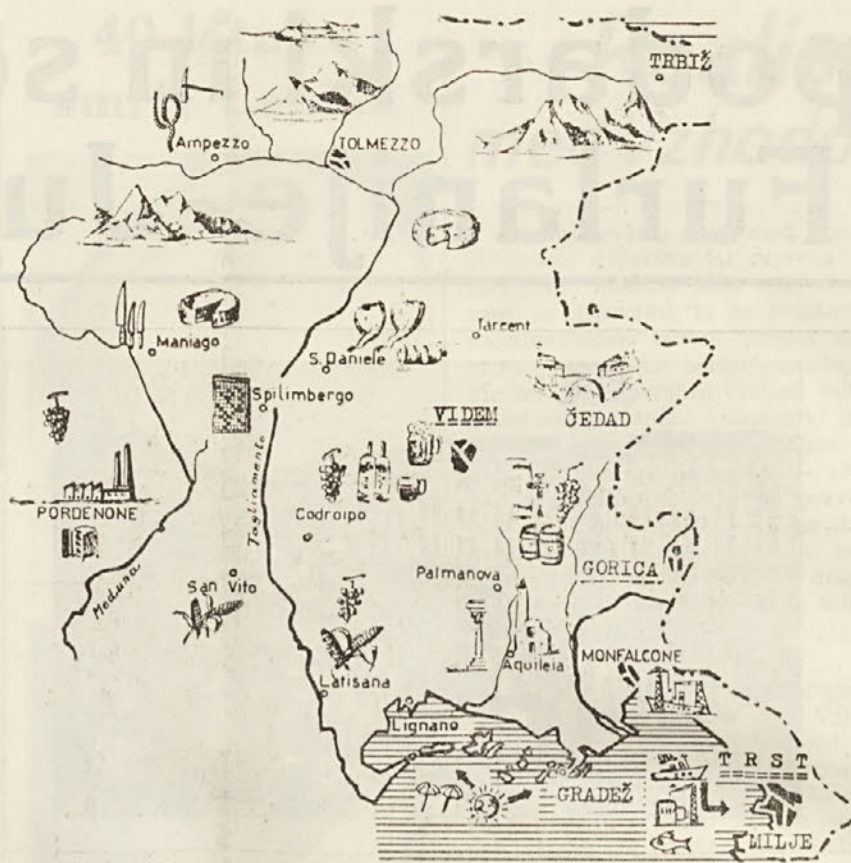 TRBIŽ
Ampezzo
TOLMEZZO
Maniago
S. Daniele
Tarcent
Spilimbergo
VIDEM
ČEDAD
PORDENONE
Tagliamento
Codroipo
Meduna
San Vito
Palmanova
GORICA
Aquileia
MONFALCONE
Latisana
Lignano
GRADEŽ
TRST
MILJE